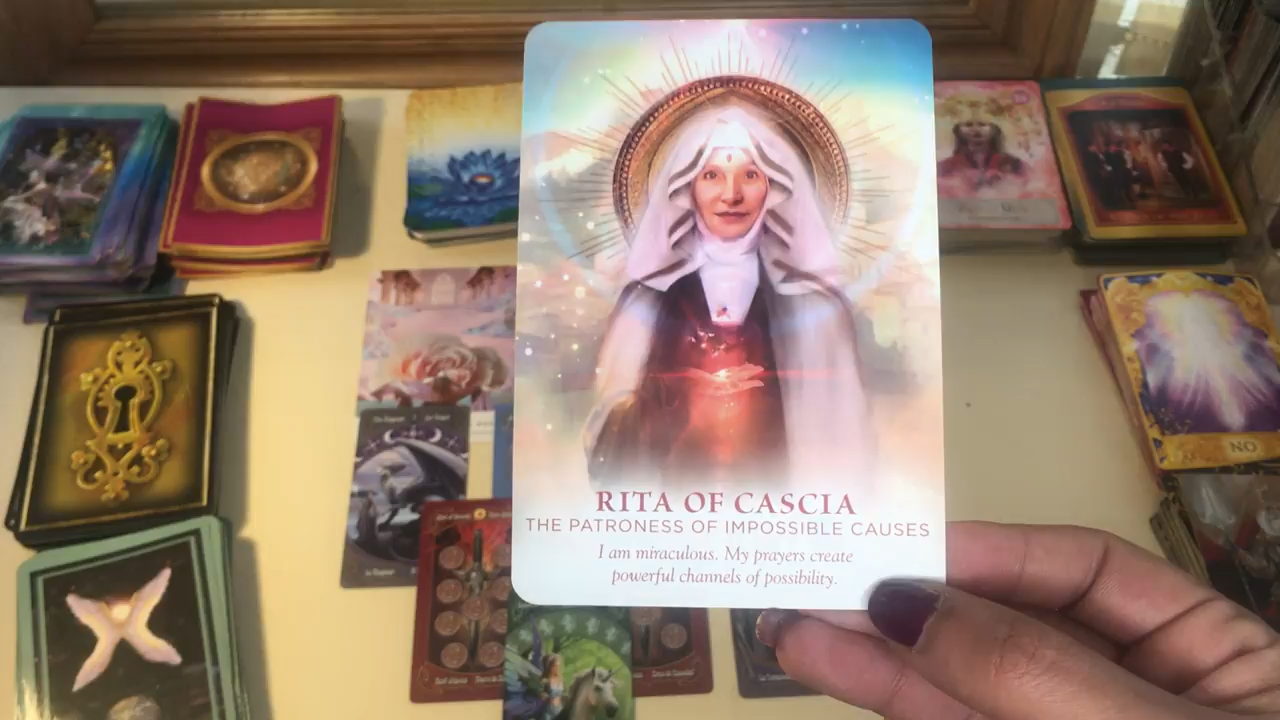 RITA OF CASCIA
THE PATRONESS OF IMPOSSIBLE CAUSES
I am miraculous. My prayers create
powerful channels of possibility.
NO